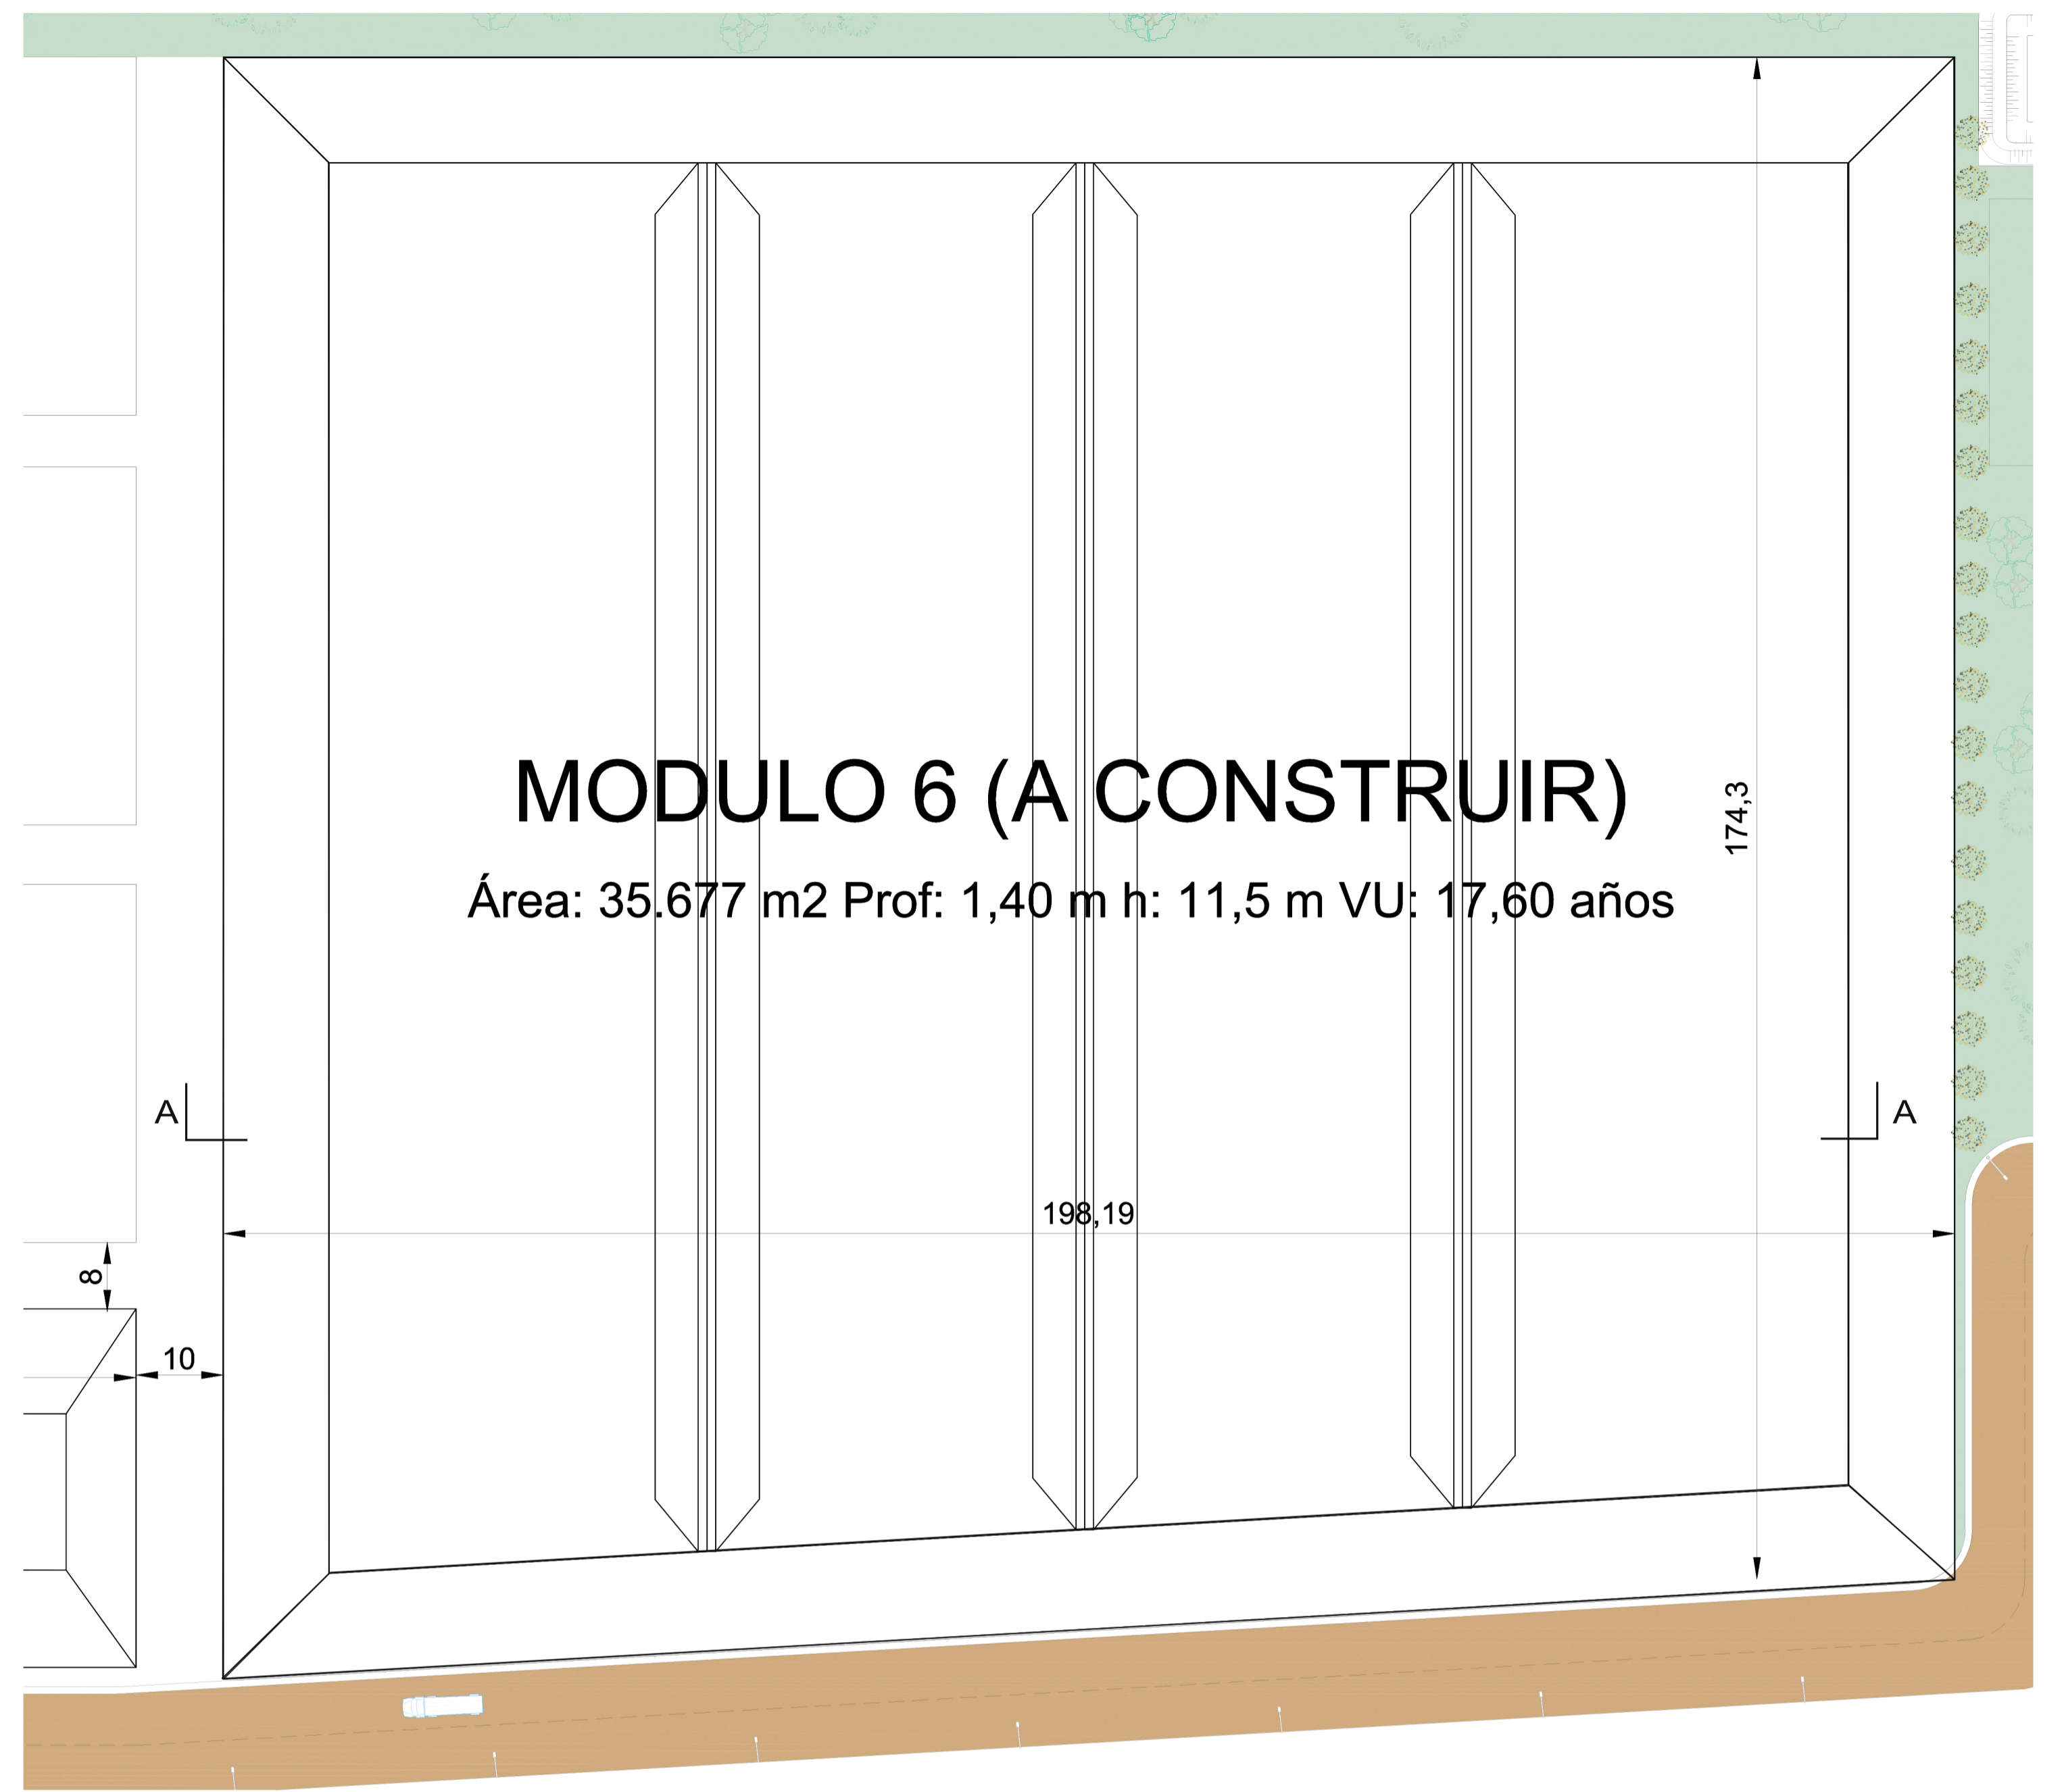 MODULO 6 (A CONSTRUIR)
Área: 35.677 m2 Prof: 1,40 m h: 11,5 m VU: 17,60 años
174,3
A
A
198,19
8
10